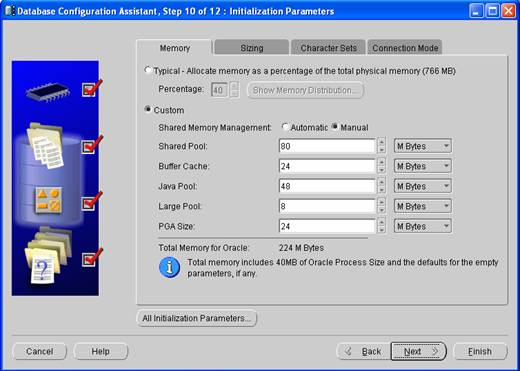 Database Configuration Assistant, Step 10 of 12 : Initialization Parameters
Memory Sizing Character Sets Connection Mode
Typical - Allocate memory as a percentage of the total physical memory (766 MB)
Percentage: 40 Show Memory Distribution...
Custom
Shared Memory Management: Automatic Manual
Shared Pool: 80 M Bytes
Buffer Cache: 24 M Bytes
Java Pool: 48 M Bytes
Large Pool: 8 M Bytes
PGA Size: 24 M Bytes
Total Memory for Oracle: 224 M Bytes
Total memory includes 40MB of Oracle Process Size and the defaults for the empty
parameters, if any.
All Initialization Parameters...
Cancel Help Back Next Finish